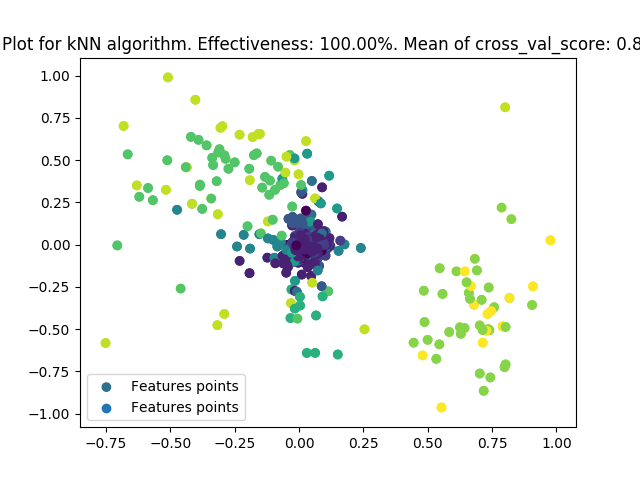 Plot for kNN algorithm. Effectiveness: 100.00%. Mean of cross_val_score: 0.8
1.00
0.75
0.50
0.25
0.00
−0.25
−0.50
−0.75
−1.00
Features points
Features points
−0.75 −0.50 −0.25 0.00 0.25 0.50 0.75 1.00